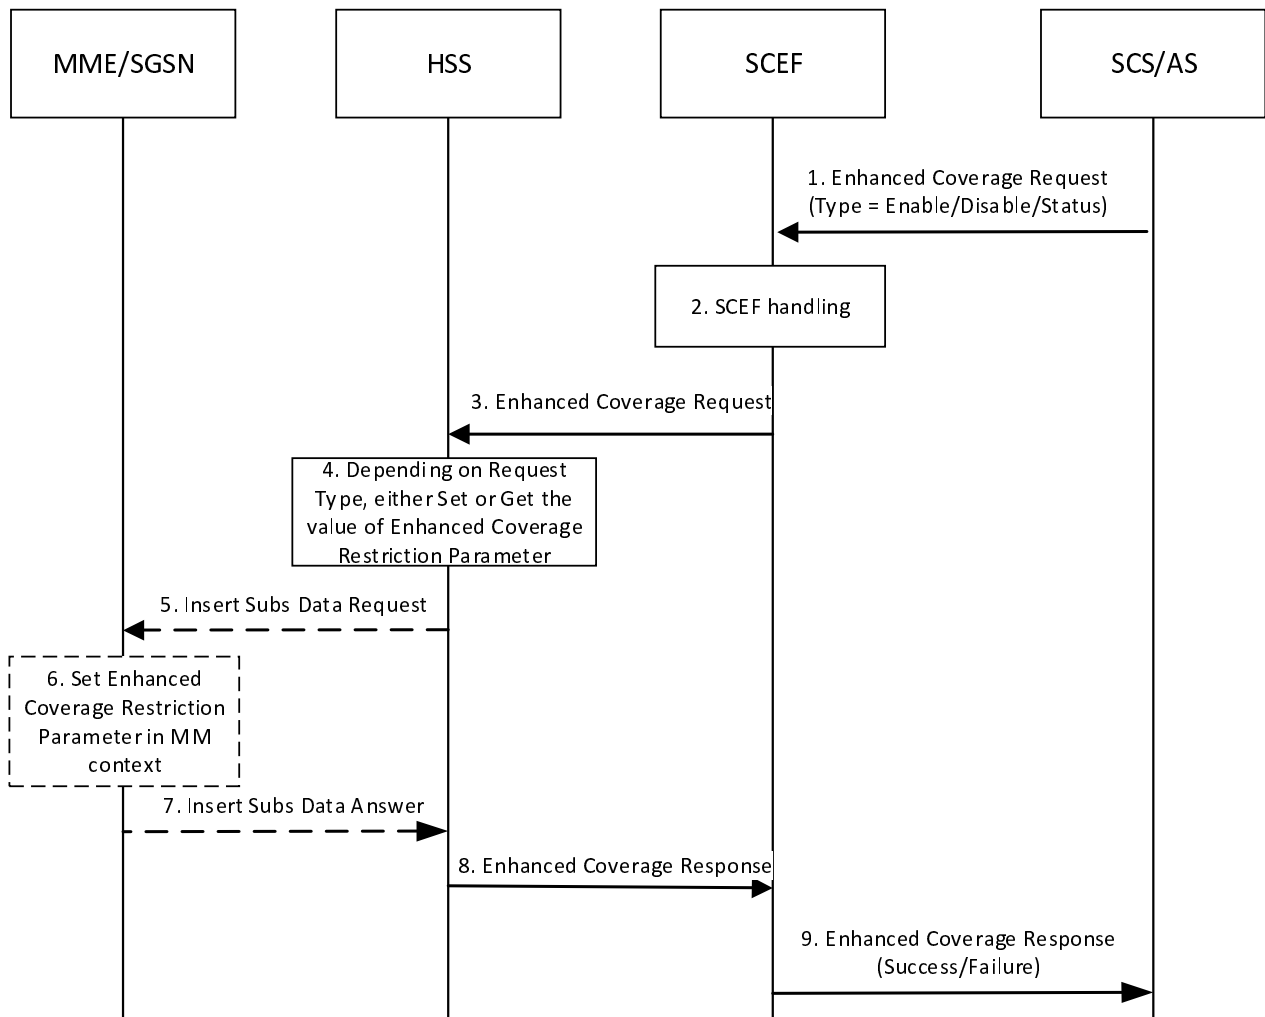 MME/SGSN
HSS
SCEF
SCS/AS
1. Enhanced Coverage Request
(Type = Enable/Disable/Status)
2. SCEF handling
3. Enhanced Coverage Request
4. Depending on Request
Type, either Set or Get the
value of Enhanced Coverage
Restriction Parameter
5. Insert Subs Data Request
6. Set Enhanced
Coverage Restriction
Parameter in MM
context
7. Insert Subs Data Answer
8. Enhanced Coverage Response
9. Enhanced Coverage Response
(Success/Failure)